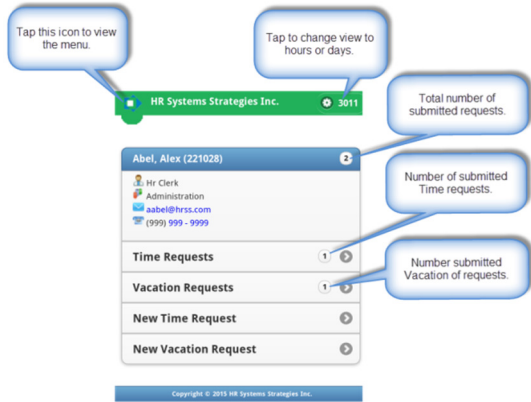 Tap this icon to view
the menu.
Tap to change view to
hours or days.
HR Systems Strategies Inc.
3011
Total number of
submitted requests.
Abel, Alex (221028)
2
Hr Clerk
Administration
aabel@hrss.com
(999) 999 - 9999
Number of submitted
Time requests.
Time Requests
1
Number submitted
Vacation of requests.
Vacation Requests
1
New Time Request
New Vacation Request
Copyright © 2015 HR Systems Strategies Inc.